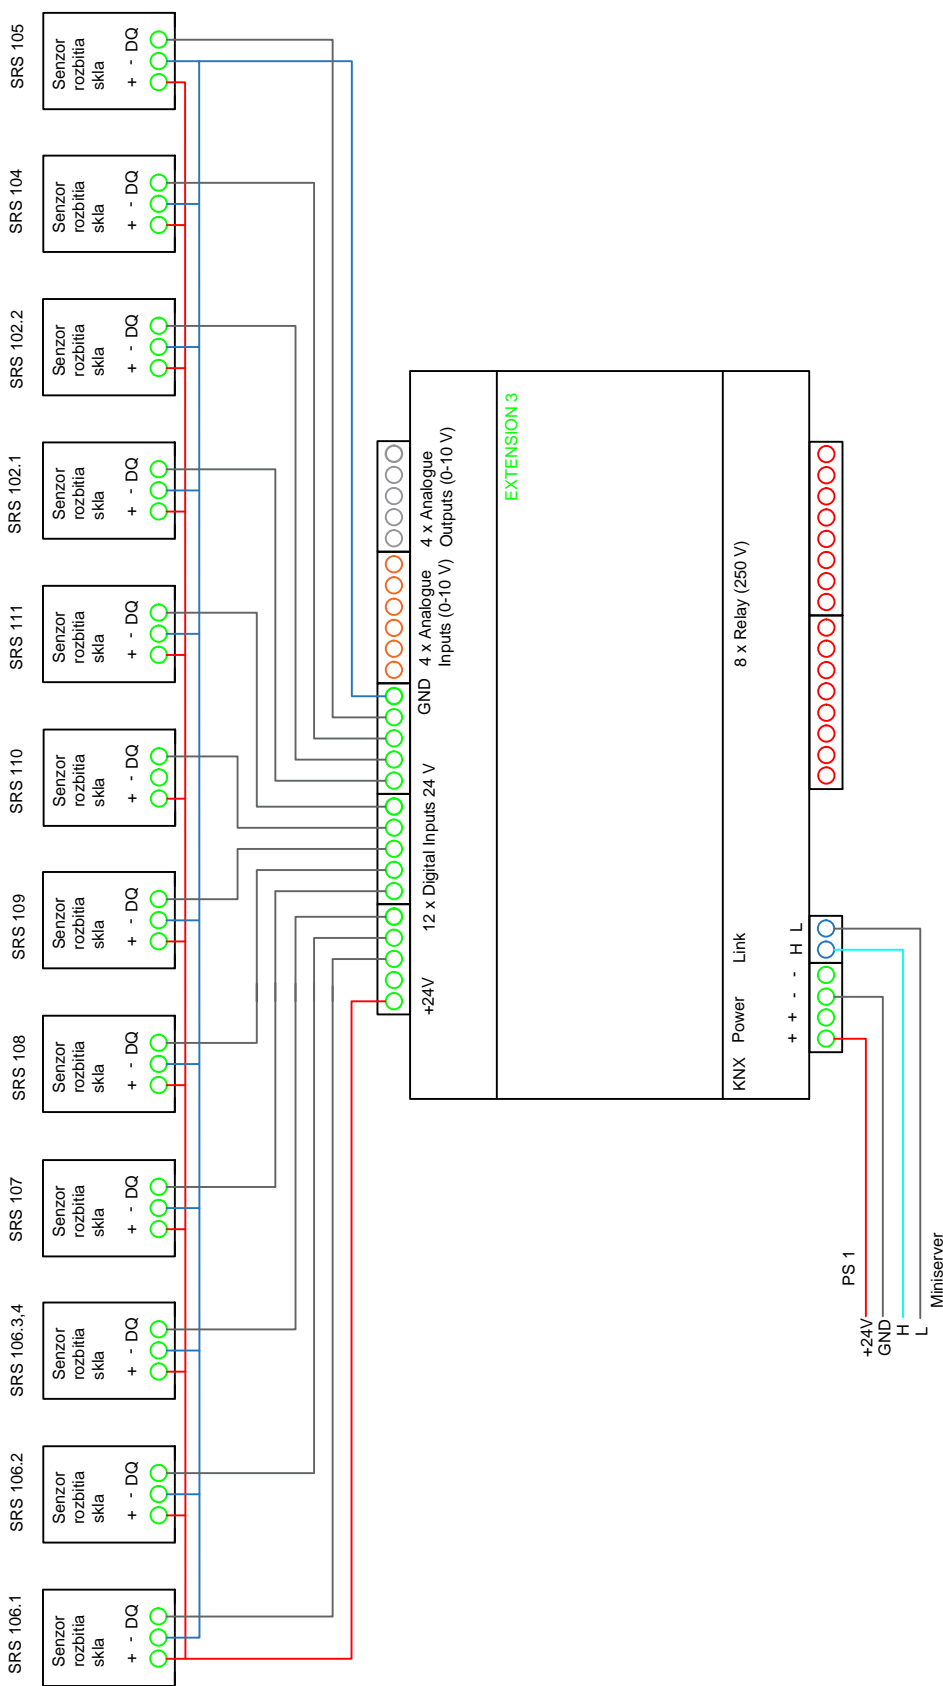 SRS 106.1
Senzor
rozbitia
skla
+ - DQ
SRS 106.2
Senzor
rozbitia
skla
+ - DQ
SRS 106.3,4
Senzor
rozbitia
skla
+ - DQ
SRS 107
Senzor
rozbitia
skla
+ - DQ
SRS 108
Senzor
rozbitia
skla
+ - DQ
SRS 109
Senzor
rozbitia
skla
+ - DQ
SRS 110
Senzor
rozbitia
skla
+ - DQ
SRS 111
Senzor
rozbitia
skla
+ - DQ
SRS 102.1
Senzor
rozbitia
skla
+ - DQ
SRS 102.2
Senzor
rozbitia
skla
+ - DQ
SRS 104
Senzor
rozbitia
skla
+ - DQ
SRS 105
Senzor
rozbitia
skla
+ - DQ
+24V
12 x Digital Inputs 24 V
GND
4 x Analogue
Inputs (0-10 V)
4 x Analogue
Outputs (0-10 V)
EXTENSION 3
KNX Power Link
8 x Relay (250 V)
+ + - - H L
PS 1
+24V
GND
H
L
Miniserver